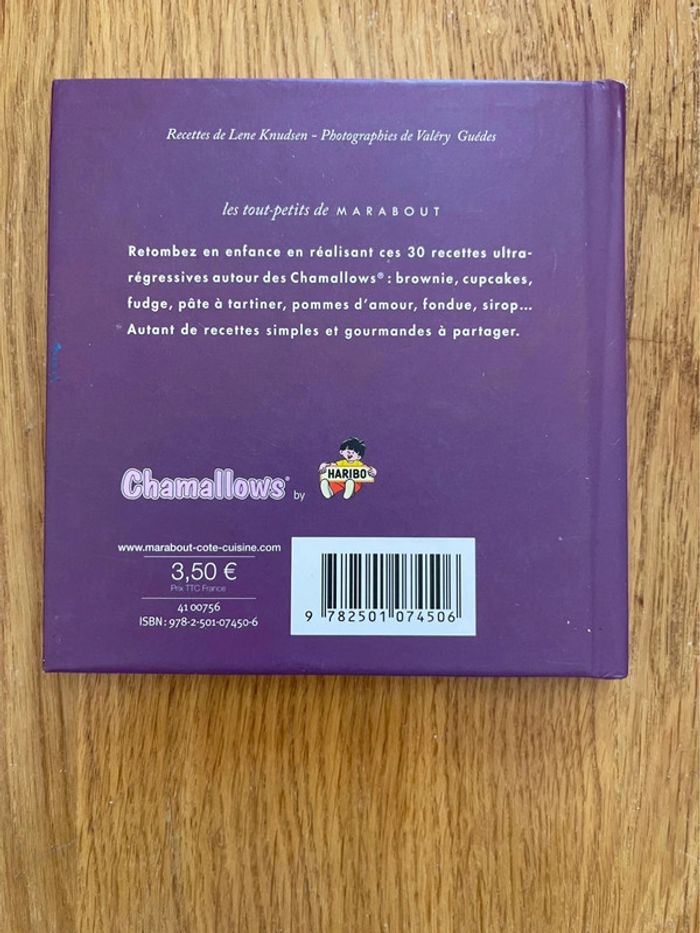 Recettes de Lene Knudsen – Photographies de Valéry Guédes
les tout-petits de MARABOUT
Retombez en enfance en réalisant ces 30 recettes ultra-
régressives autour des Chamallows® : brownie, cupcakes,
fudge, pâte à tartiner, pommes d'amour, fondue, sirop...
Autant de recettes simples et gourmandes à partager.
Chamallows® by HARIBO
www.marabout-cote-cuisine.com
3,50 €
Prix TTC France
41 00756
ISBN : 978-2-501-07450-6
9 782501 074506